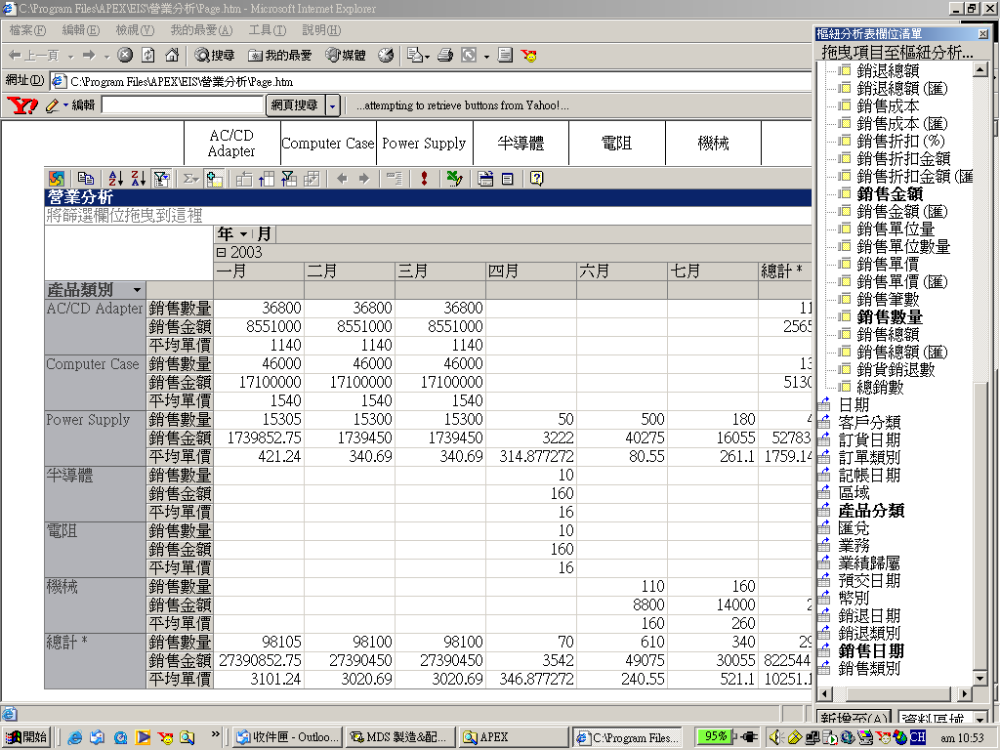 C:\Program Files\APEX\EIS\營業分析\Page.htm - Microsoft Internet Explorer
檔案(F) 編輯(E) 檢視(V) 我的最愛(A) 工具(T) 說明(H)
上一頁 搜尋 我的最愛 媒體
網址(D) C:\Program Files\APEX\EIS\營業分析\Page.htm
Y! 編輯 網頁搜尋 ...attempting to retrieve buttons from Yahoo!...
AC/CD Adapter Computer Case Power Supply 半導體 電阻 機械
營業分析
將篩選欄位拖曳到這裡
年 月
2003
一月 二月 三月 四月 六月 七月 總計 *
產品類別
AC/CD Adapter 銷售數量 36800 36800 36800 11
銷售金額 8551000 8551000 8551000 2565
平均單價 1140 1140 1140
Computer Case 銷售數量 46000 46000 46000 13
銷售金額 17100000 17100000 17100000 5130
平均單價 1540 1540 1540
Power Supply 銷售數量 15305 15300 15300 50 500 180 4
銷售金額 1739852.75 1739450 1739450 3222 40275 16055 52783
平均單價 421.24 340.69 340.69 314.877272 80.55 261.1 1759.14
半導體 銷售數量 10
銷售金額 160
平均單價 16
電阻 銷售數量 10
銷售金額 160
平均單價 16
機械 銷售數量 110 160
銷售金額 8800 14000 2
平均單價 160 260
總計 * 銷售數量 98105 98100 98100 70 610 340 29
銷售金額 27390852.75 27390450 27390450 3542 49075 30055 822544
平均單價 3101.24 3020.69 3020.69 346.877272 240.55 521.1 10251.1
樞紐分析表欄位清單
拖曳項目至樞紐分析...
銷退總額
銷退總額 (匯)
銷售成本
銷售成本 (匯)
銷售折扣 (%)
銷售折扣金額
銷售折扣金額 (匯
銷售金額
銷售金額 (匯)
銷售單位量
銷售單位數量
銷售單價
銷售單價 (匯)
銷售筆數
銷售數量
銷售總額
銷售總額 (匯)
銷貨銷退數
總銷數
日期
客戶分類
訂貨日期
訂單類別
記帳日期
區域
產品分類
匯兌
業務
業績歸屬
預交日期
幣別
銷退日期
銷退類別
銷售日期
銷售類別
新增至(A) 資料區域
開始 收件匣 - Outloo... MDS 製造&配... APEX C:\Program Files... 95% CH am 10:53